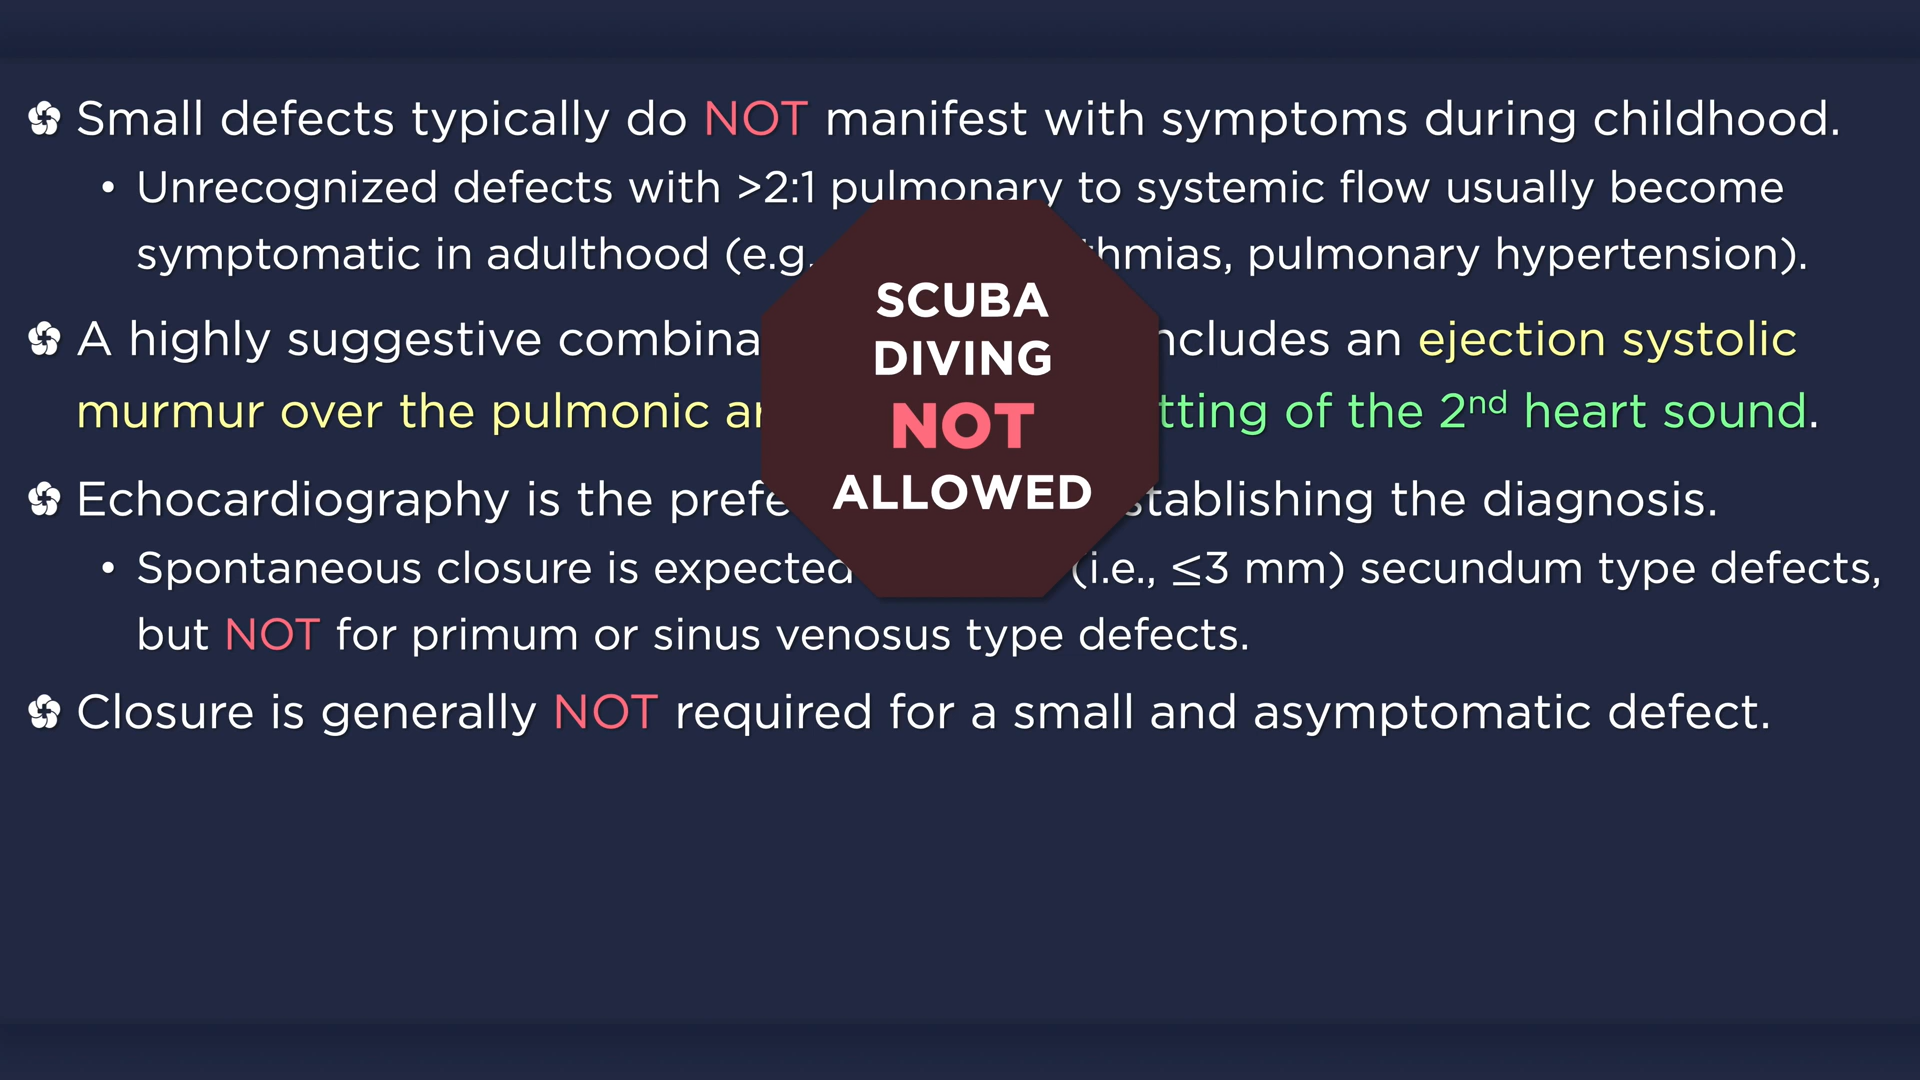 Small defects typically do NOT manifest with symptoms during childhood.
• Unrecognized defects with >2:1 pulmonary to systemic flow usually become
symptomatic in adulthood (e.g. hmias, pulmonary hypertension).
A highly suggestive combina ncludes an ejection systolic
murmur over the pulmonic ar tting of the 2nd heart sound.
Echocardiography is the prefe stablishing the diagnosis.
• Spontaneous closure is expected (i.e., ≤3 mm) secundum type defects,
but NOT for primum or sinus venosus type defects.
Closure is generally NOT required for a small and asymptomatic defect.
SCUBA
DIVING
NOT
ALLOWED